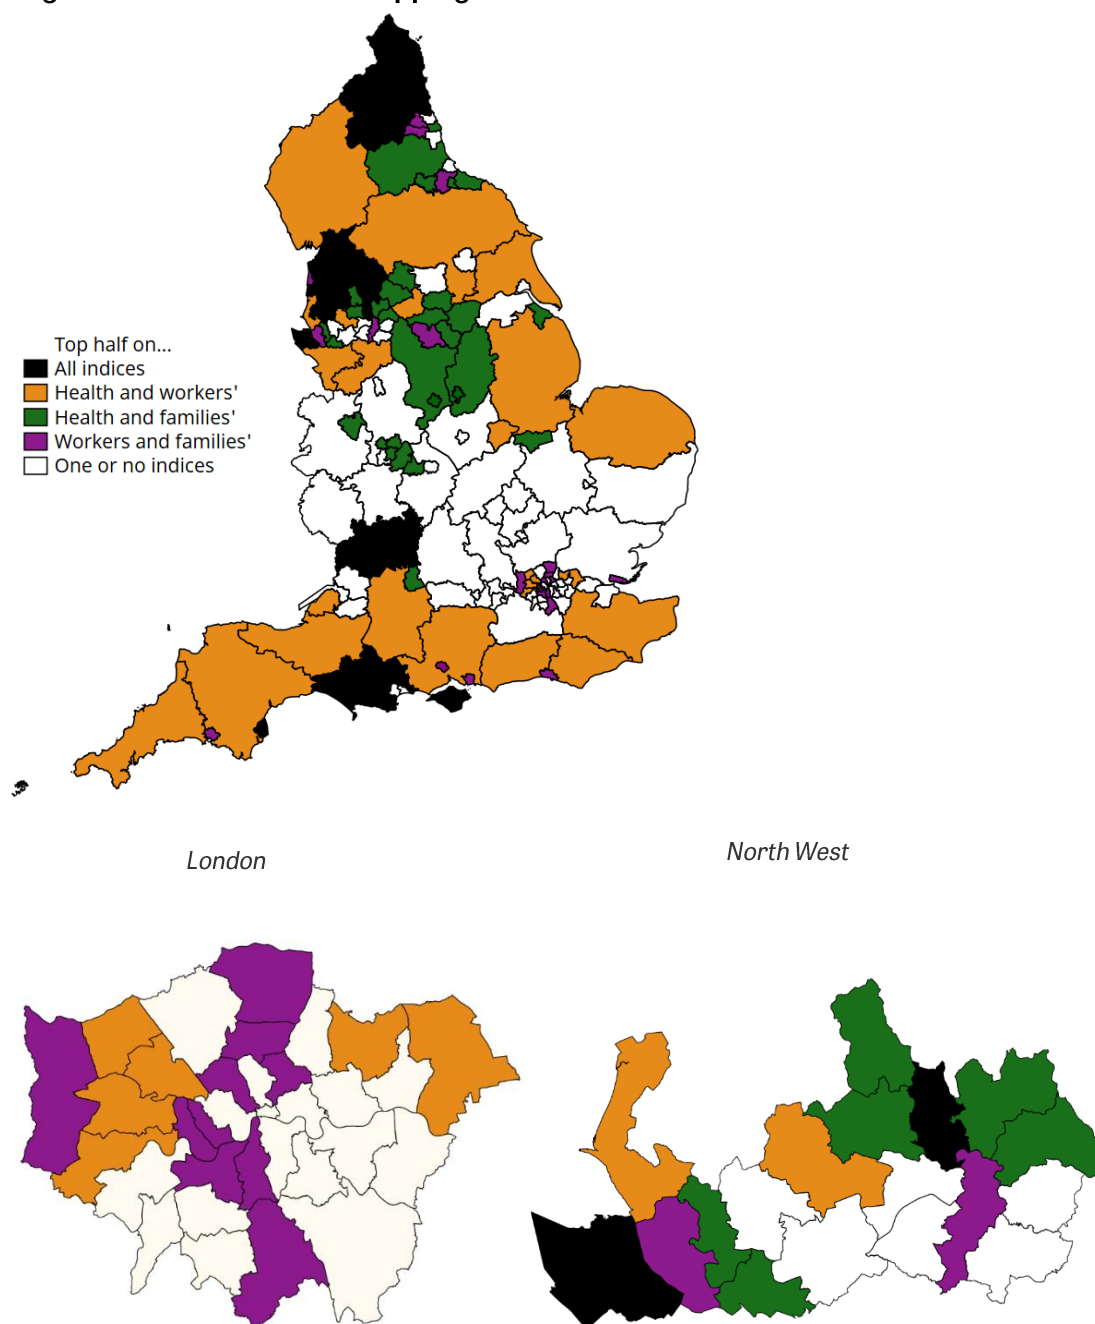 Top half on...
All indices
Health and workers'
Health and families'
Workers and families'
One or no indices
London
North West